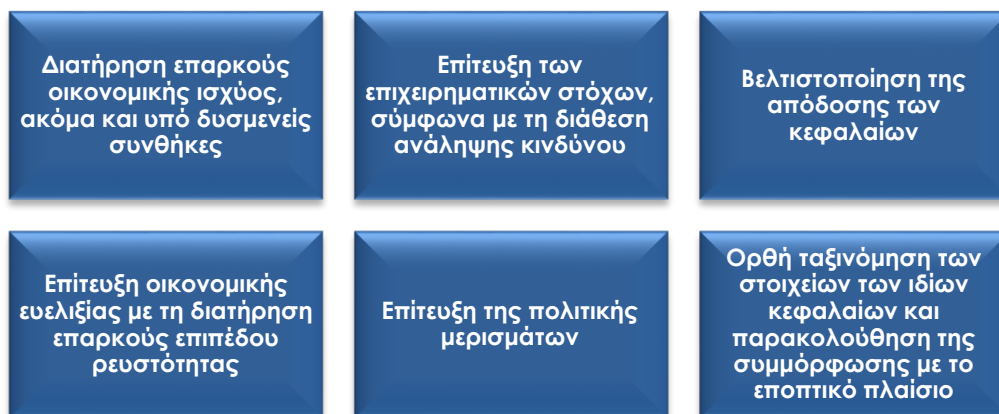 Διατήρηση επαρκούς
οικονομικής ισχύος,
ακόμα και υπό δυσμενείς
συνθήκες
Επίτευξη των
επιχειρηματικών στόχων,
σύμφωνα με τη διάθεση
ανάληψης κινδύνου
Βελτιστοποίηση της
απόδοσης των
κεφαλαίων
Επίτευξη οικονομικής
ευελιξίας με τη διατήρηση
επαρκούς επιπέδου
ρευστότητας
Επίτευξη της πολιτικής
μερισμάτων
Ορθή ταξινόμηση των
στοιχείων των ιδίων
κεφαλαίων και
παρακολούθηση της
συμμόρφωσης με το
εποπτικό πλαίσιο